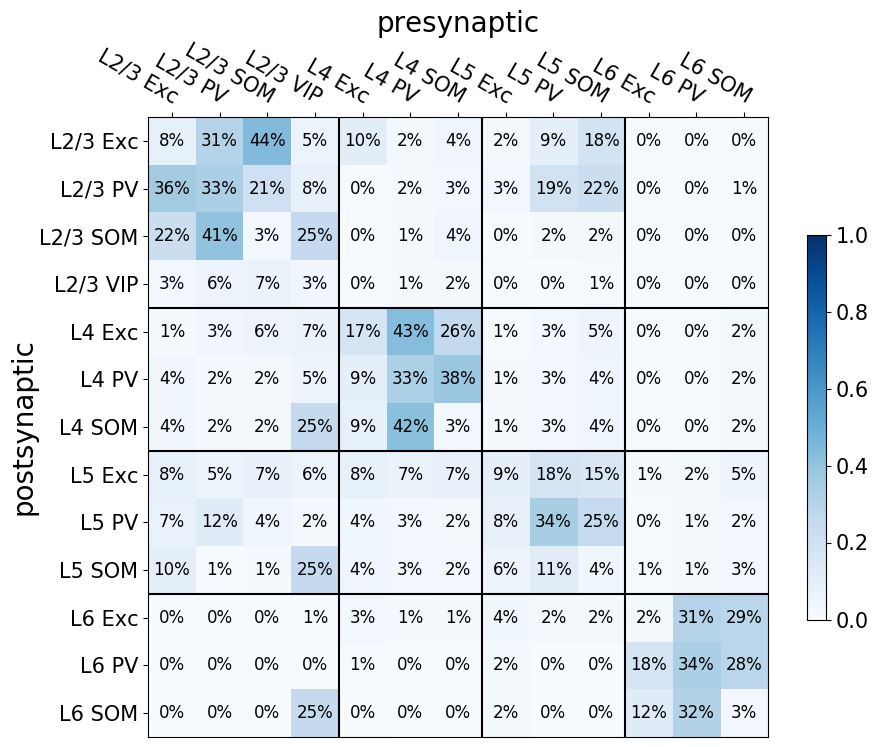 presynaptic
L2/3 Exc L2/3 PV L2/3 SOM L2/3 VIP L4 Exc L4 PV L4 SOM L5 Exc L5 PV L5 SOM L6 Exc L6 PV L6 SOM
postsynaptic
L2/3 Exc 8% 31% 44% 5% 10% 2% 4% 2% 9% 18% 0% 0% 0%
L2/3 PV 36% 33% 21% 8% 0% 2% 3% 3% 19% 22% 0% 0% 1%
L2/3 SOM 22% 41% 3% 25% 0% 1% 4% 0% 2% 2% 0% 0% 0%
L2/3 VIP 3% 6% 7% 3% 0% 1% 2% 0% 0% 1% 0% 0% 0%
L4 Exc 1% 3% 6% 7% 17% 43% 26% 1% 3% 5% 0% 0% 2%
L4 PV 4% 2% 2% 5% 9% 33% 38% 1% 3% 4% 0% 0% 2%
L4 SOM 4% 2% 2% 25% 9% 42% 3% 1% 3% 4% 0% 0% 2%
L5 Exc 8% 5% 7% 6% 8% 7% 7% 9% 18% 15% 1% 2% 5%
L5 PV 7% 12% 4% 2% 4% 3% 2% 8% 34% 25% 0% 1% 2%
L5 SOM 10% 1% 1% 25% 4% 3% 2% 6% 11% 4% 1% 1% 3%
L6 Exc 0% 0% 0% 1% 3% 1% 1% 4% 2% 2% 2% 31% 29%
L6 PV 0% 0% 0% 0% 1% 0% 0% 2% 0% 0% 18% 34% 28%
L6 SOM 0% 0% 0% 25% 0% 0% 0% 2% 0% 0% 12% 32% 3%
1.0
0.8
0.6
0.4
0.2
0.0